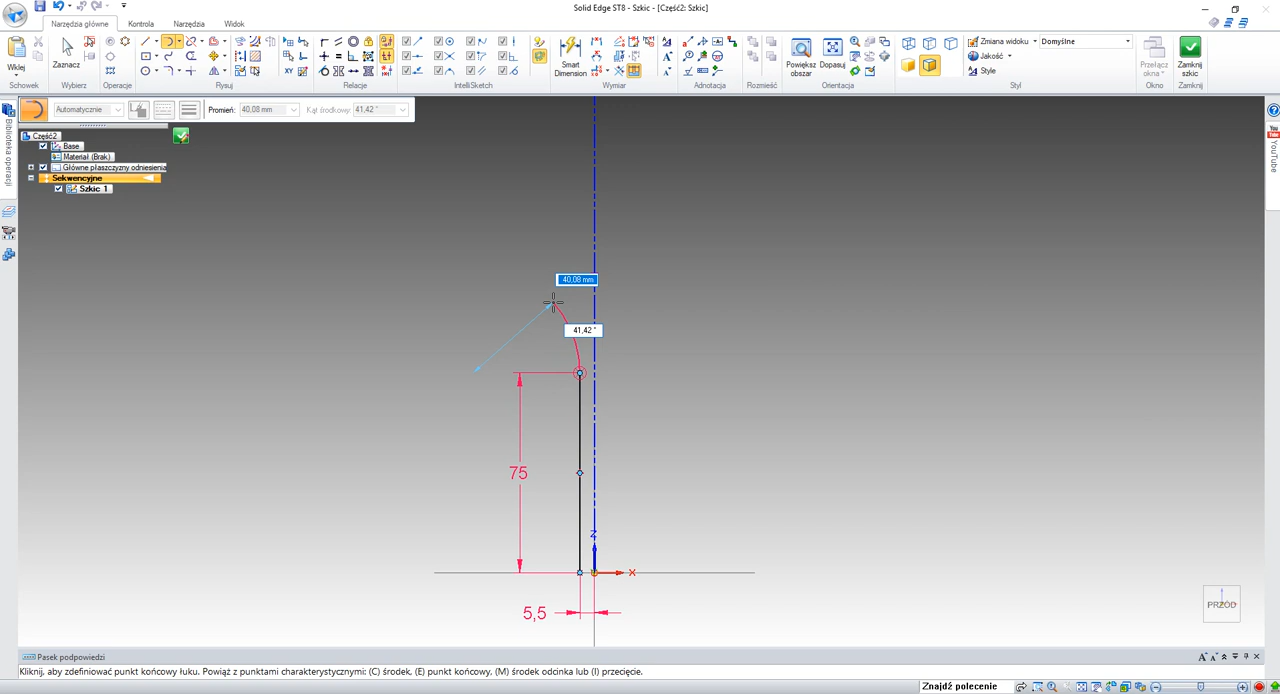 Solid Edge ST8 - Szkic - [Część2: Szkic]
Narzędzia główne
Kontrola
Narzędzia
Widok
Wklej
Zaznacz
Smart
Dimension
Powiększ
obszar
Dopasuj
Zmiana widoku
Domyślne
Jakość
Style
Przełącz
okna
Zamknij
szkic
Schowek
Wybierz
Operacje
Rysuj
Relacje
IntelliSketch
Wymiar
Adnotacja
Rozmieść
Orientacja
Styl
Okno
Zamknij
Automatycznie
Promień:
40.08 mm
Kąt środkowy:
41,42 °
Biblioteka operacji
Część2
Base
Materiał (Brak)
Główne płaszczyzny odniesienia
Sekwencyjne
Szkic 1
You
Tube
YouTube
40,08 mm
41,42 °
75
Z
X
5,5
PRZÓD
Pasek podpowiedzi
Kliknij, aby zdefiniować punkt końcowy łuku. Powiąż z punktami charakterystycznymi: (C) środek, (E) punkt końcowy, (M) środek odcinka lub (I) przecięcie.
Znajdź polecenie